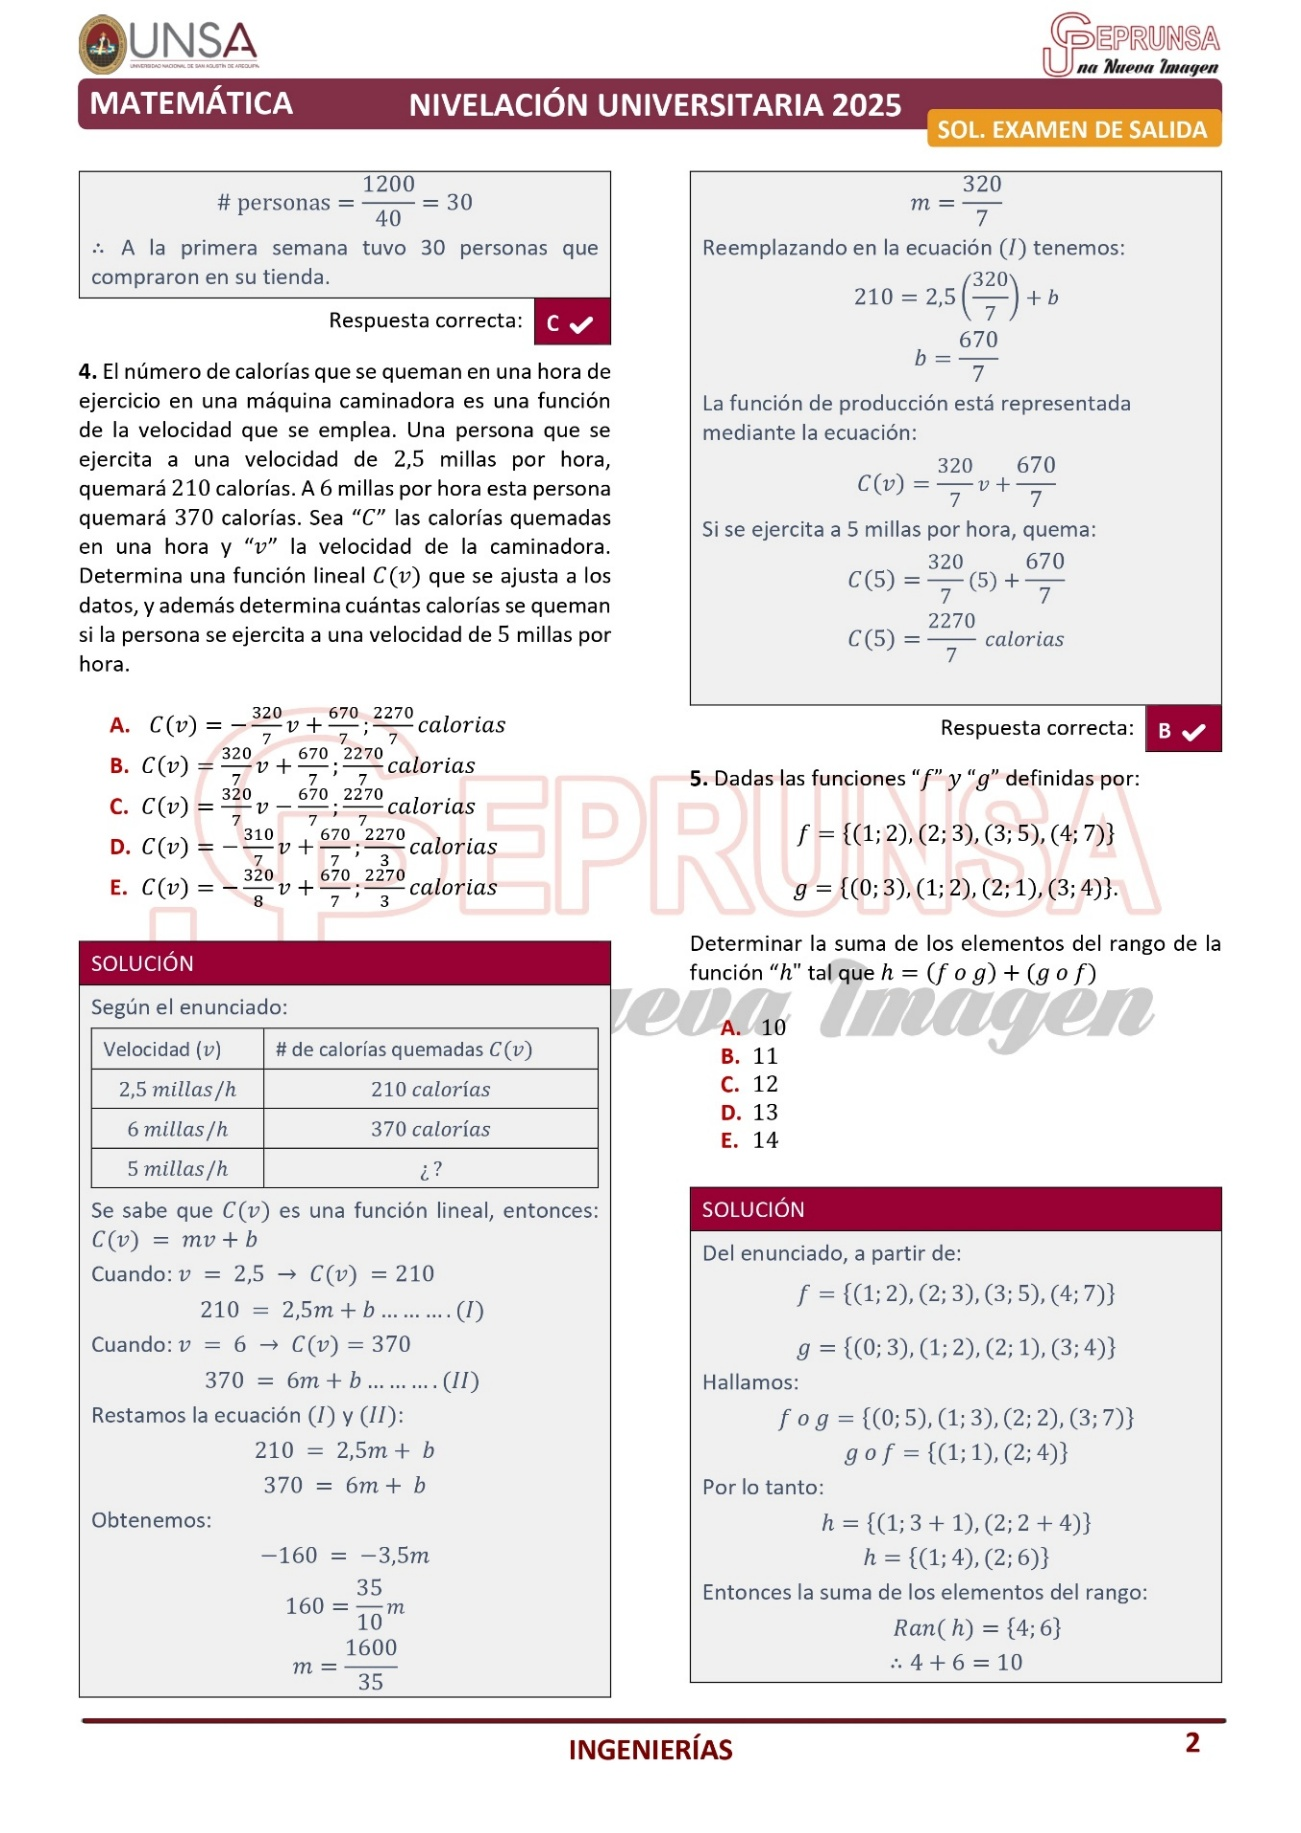 UNSA
UNIVERSIDAD NACIONAL DE SAN AGUSTÍN DE AREQUIPA
CEPRUNSA
Una Nueva Imagen
MATEMÁTICA
NIVELACIÓN UNIVERSITARIA 2025
SOL. EXAMEN DE SALIDA
# personas = 1200/40 = 30
∴ A la primera semana tuvo 30 personas que
compraron en su tienda.
Respuesta correcta: C ✔
4. El número de calorías que se queman en una hora de
ejercicio en una máquina caminadora es una función
de la velocidad que se emplea. Una persona que se
ejercita a una velocidad de 2,5 millas por hora,
quemará 210 calorías. A 6 millas por hora esta persona
quemará 370 calorías. Sea “C” las calorías quemadas
en una hora y “v” la velocidad de la caminadora.
Determina una función lineal C(v) que se ajusta a los
datos, y además determina cuántas calorías se queman
si la persona se ejercita a una velocidad de 5 millas por
hora.
A. C(v) = −320/7 v + 670/7 ; 2270/7 calorias
B. C(v) = 320/7 v + 670/7 ; 2270/7 calorias
C. C(v) = 320/7 v − 670/7 ; 2270/7 calorias
D. C(v) = −310/7 v + 670/7 ; 2270/3 calorias
E. C(v) = −320/8 v + 670/7 ; 2270/3 calorias
SOLUCIÓN
Según el enunciado:
Velocidad (v) # de calorías quemadas C(v)
2,5 millas/h 210 calorías
6 millas/h 370 calorías
5 millas/h ¿?
Se sabe que C(v) es una función lineal, entonces:
C(v) = mv + b
Cuando: v = 2,5 → C(v) = 210
210 = 2,5m + b ... ... ... . (I)
Cuando: v = 6 → C(v) = 370
370 = 6m + b ... ... ... . (II)
Restamos la ecuación (I) y (II):
210 = 2,5m + b
370 = 6m + b
Obtenemos:
−160 = −3,5m
160 = 35/10 m
m = 1600/35
m = 320/7
Reemplazando en la ecuación (I) tenemos:
210 = 2,5(320/7) + b
b = 670/7
La función de producción está representada
mediante la ecuación:
C(v) = 320/7 v + 670/7
Si se ejercita a 5 millas por hora, quema:
C(5) = 320/7 (5) + 670/7
C(5) = 2270/7 calorias
Respuesta correcta: B ✔
5. Dadas las funciones “f” y “g” definidas por:
f = {(1; 2), (2; 3), (3; 5), (4; 7)}
g = {(0; 3), (1; 2), (2; 1), (3; 4)}.
Determinar la suma de los elementos del rango de la
función “h" tal que h = (f o g) + (g o f)
A. 10
B. 11
C. 12
D. 13
E. 14
SOLUCIÓN
Del enunciado, a partir de:
f = {(1; 2), (2; 3), (3; 5), (4; 7)}
g = {(0; 3), (1; 2), (2; 1), (3; 4)}
Hallamos:
f o g = {(0; 5), (1; 3), (2; 2), (3; 7)}
g o f = {(1; 1), (2; 4)}
Por lo tanto:
h = {(1; 3 + 1), (2; 2 + 4)}
h = {(1; 4), (2; 6)}
Entonces la suma de los elementos del rango:
Ran( h) = {4; 6}
∴ 4 + 6 = 10
INGENIERÍAS
2